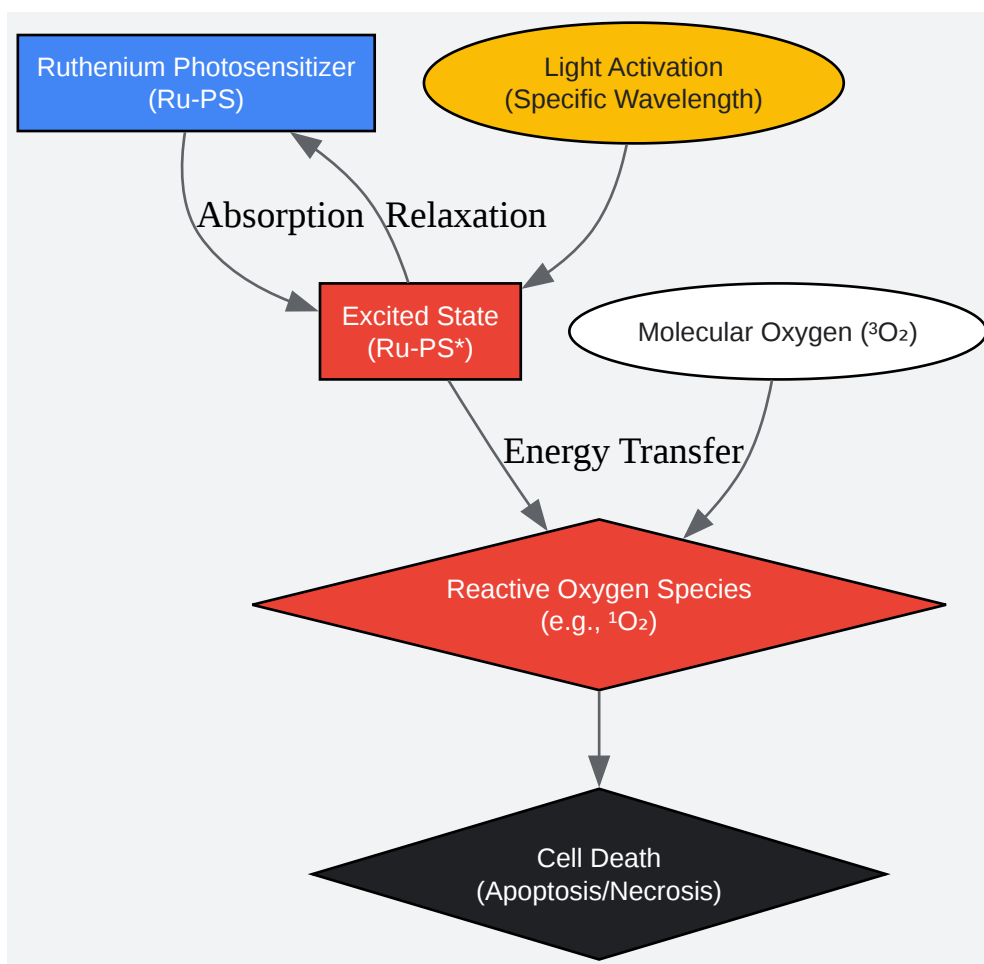 Ruthenium Photosensitizer
(Ru-PS)
Light Activation
(Specific Wavelength)
Absorption
Relaxation
Excited State
(Ru-PS*)
Molecular Oxygen (³O₂)
Energy Transfer
Reactive Oxygen Species
(e.g., ¹O₂)
Cell Death
(Apoptosis/Necrosis)